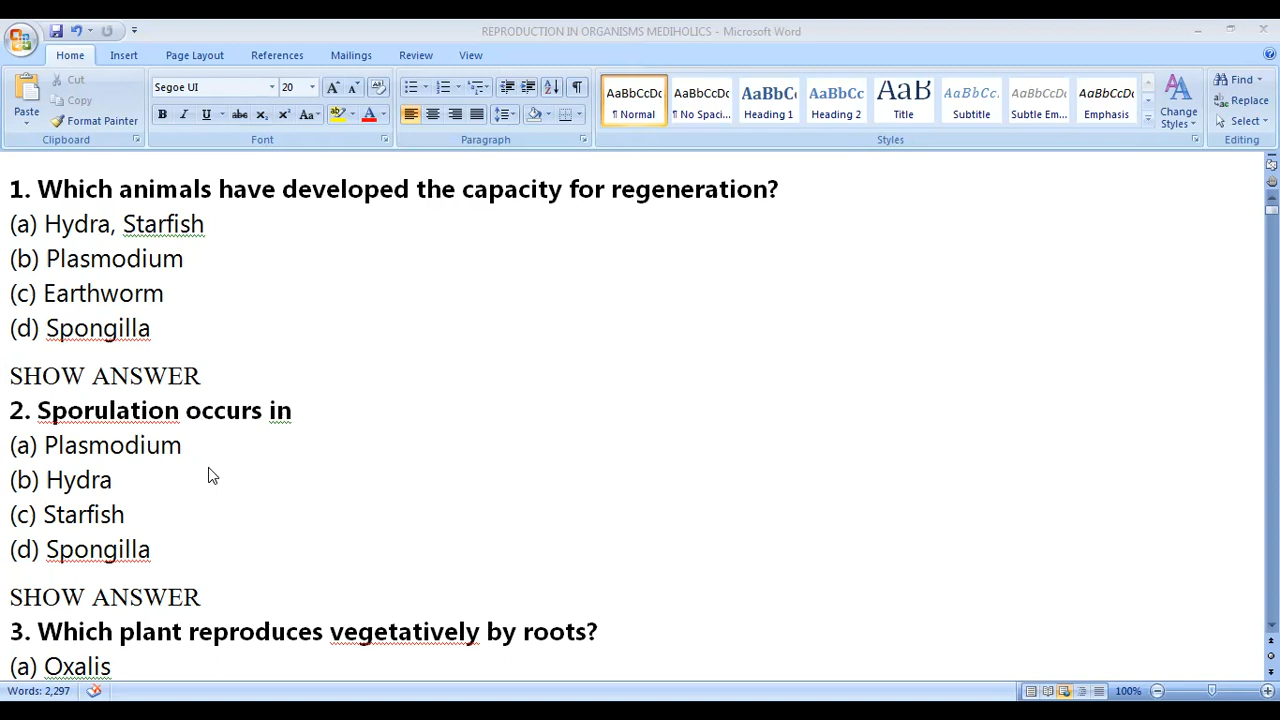 REPRODUCTION IN ORGANISMS MEDIHOLICS - Microsoft Word
Home Insert Page Layout References Mailings Review View
Paste
Cut
Copy
Format Painter
Clipboard
Segoe UI 20
Font
Paragraph
AaBbCcDc AaBbCcDc AaBbC AaBbCc AaB AaBbCc. AaBbCcDc AaBbCcDc
¶ Normal ¶ No Spaci... Heading 1 Heading 2 Title Subtitle Subtle Em... Emphasis
Change Styles
Styles
Find
Replace
Select
Editing
1. Which animals have developed the capacity for regeneration?
(a) Hydra, Starfish
(b) Plasmodium
(c) Earthworm
(d) Spongilla
SHOW ANSWER
2. Sporulation occurs in
(a) Plasmodium
(b) Hydra
(c) Starfish
(d) Spongilla
SHOW ANSWER
3. Which plant reproduces vegetatively by roots?
(a) Oxalis
Words: 2,297
100%